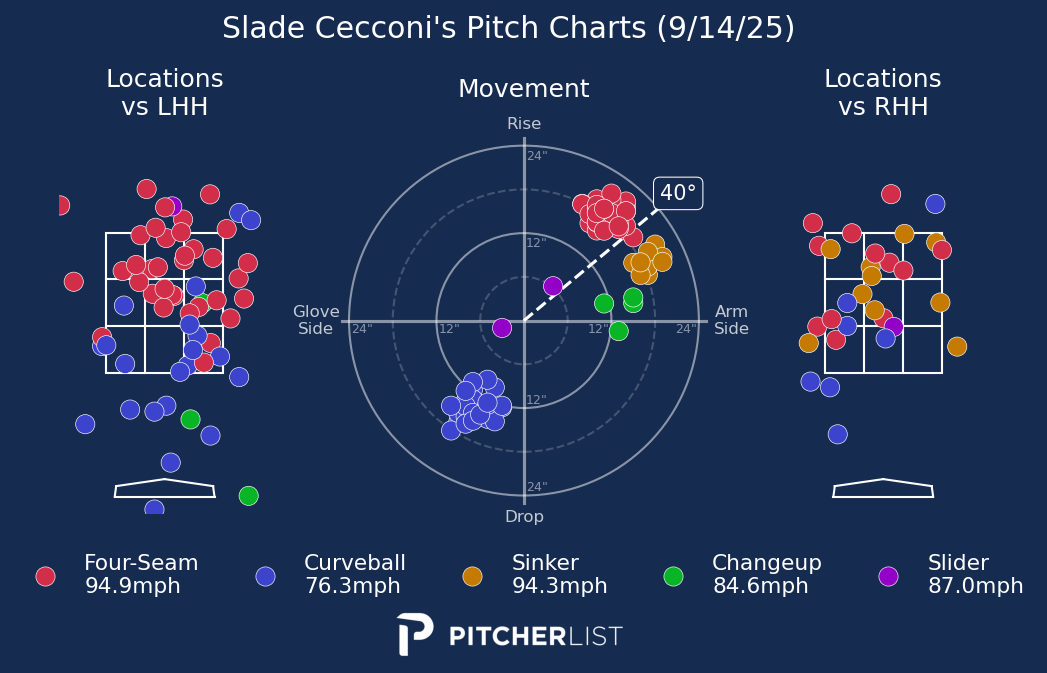 Slade Cecconi's Pitch Charts (9/14/25)
Locations
vs LHH
Movement
Locations
vs RHH
Rise
24"
40°
12"
Glove
Side
24"
12"
12"
24"
Arm
Side
12"
24"
Drop
Four-Seam
94.9mph
Curveball
76.3mph
Sinker
94.3mph
Changeup
84.6mph
Slider
87.0mph
PITCHERLIST